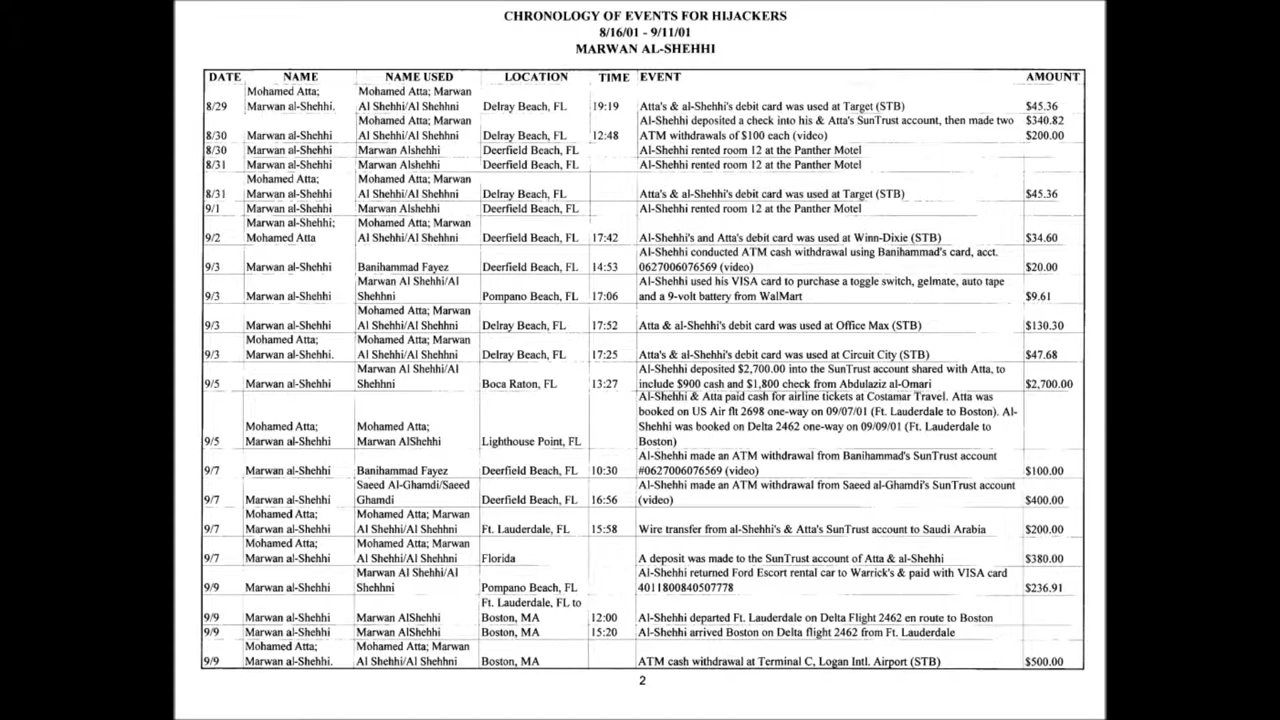 CHRONOLOGY OF EVENTS FOR HIJACKERS
8/16/01 - 9/11/01
MARWAN AL-SHEHHI
DATE NAME NAME USED LOCATION TIME EVENT AMOUNT
Mohamed Atta; Mohamed Atta; Marwan
8/29 Marwan al-Shehhi. Al Shehhi/Al Shehhni Delray Beach, FL 19:19 Atta's & al-Shehhi's debit card was used at Target (STB) $45.36
Mohamed Atta; Marwan Al-Shehhi deposited a check into his & Atta's SunTrust account, then made two $340.82
8/30 Marwan al-Shehhi Al Shehhi/Al Shehhni Delray Beach, FL 12:48 ATM withdrawals of $100 each (video) $200.00
8/30 Marwan al-Shehhi Marwan Alshehhi Deerfield Beach, FL Al-Shehhi rented room 12 at the Panther Motel
8/31 Marwan al-Shehhi Marwan Alshehhi Deerfield Beach, FL Al-Shehhi rented room 12 at the Panther Motel
Mohamed Atta; Mohamed Atta; Marwan
8/31 Marwan al-Shehhi Al Shehhi/Al Shehhni Delray Beach, FL Atta's & al-Shehhi's debit card was used at Target (STB) $45.36
9/1 Marwan al-Shehhi Marwan Alshehhi Deerfield Beach, FL Al-Shehhi rented room 12 at the Panther Motel
Marwan al-Shehhi; Mohamed Atta; Marwan
9/2 Mohamed Atta Al Shehhi/Al Shehhni Deerfield Beach, FL 17:42 Al-Shehhi's and Atta's debit card was used at Winn-Dixie (STB) $34.60
Al-Shehhi conducted ATM cash withdrawal using Banihammad's card, acct.
9/3 Marwan al-Shehhi Banihammad Fayez Deerfield Beach, FL 14:53 0627006076569 (video) $20.00
Marwan Al Shehhi/Al Al-Shehhi used his VISA card to purchase a toggle switch, gelmate, auto tape
9/3 Marwan al-Shehhi Shehhni Pompano Beach, FL 17:06 and a 9-volt battery from WalMart $9.61
Mohamed Atta; Marwan
9/3 Marwan al-Shehhi Al Shehhi/Al Shehhni Delray Beach, FL 17:52 Atta & al-Shehhi's debit card was used at Office Max (STB) $130.30
Mohamed Atta; Mohamed Atta; Marwan
9/3 Marwan al-Shehhi. Al Shehhi/Al Shehhni Delray Beach, FL 17:25 Atta's & al-Shehhi's debit card was used at Circuit City (STB) $47.68
Marwan Al Shehhi/Al Al-Shehhi deposited $2,700.00 into the SunTrust account shared with Atta, to
9/5 Marwan al-Shehhi Shehhni Boca Raton, FL 13:27 include $900 cash and $1,800 check from Abdulaziz al-Omari $2,700.00
Al-Shehhi & Atta paid cash for airline tickets at Costamar Travel. Atta was
booked on US Air flt 2698 one-way on 09/07/01 (Ft. Lauderdale to Boston). Al-
Mohamed Atta; Mohamed Atta; Shehhi was booked on Delta 2462 one-way on 09/09/01 (Ft. Lauderdale to
9/5 Marwan al-Shehhi Marwan AlShehhi Lighthouse Point, FL Boston)
Al-Shehhi made an ATM withdrawal from Banihammad's SunTrust account
9/7 Marwan al-Shehhi Banihammad Fayez Deerfield Beach, FL 10:30 #0627006076569 (video) $100.00
Saeed Al-Ghamdi/Saeed Al-Shehhi made an ATM withdrawal from Saeed al-Ghamdi's SunTrust account
9/7 Marwan al-Shehhi Ghamdi Deerfield Beach, FL 16:56 (video) $400.00
Mohamed Atta; Mohamed Atta; Marwan
9/7 Marwan al-Shehhi Al Shehhi/Al Shehhni Ft. Lauderdale, FL 15:58 Wire transfer from al-Shehhi's & Atta's SunTrust account to Saudi Arabia $200.00
Mohamed Atta; Mohamed Atta; Marwan
9/7 Marwan al-Shehhi Al Shehhi/Al Shehhni Florida A deposit was made to the SunTrust account of Atta & al-Shehhi $380.00
Marwan Al Shehhi/Al Al-Shehhi returned Ford Escort rental car to Warrick's & paid with VISA card
9/9 Marwan al-Shehhi Shehhni Pompano Beach, FL 4011800840507778 $236.91
Ft. Lauderdale, FL to
9/9 Marwan al-Shehhi Marwan AlShehhi Boston, MA 12:00 Al-Shehhi departed Ft. Lauderdale on Delta Flight 2462 en route to Boston
9/9 Marwan al-Shehhi Marwan AlShehhi Boston, MA 15:20 Al-Shehhi arrived Boston on Delta flight 2462 from Ft. Lauderdale
Mohamed Atta; Mohamed Atta; Marwan
9/9 Marwan al-Shehhi. Al Shehhi/Al Shehhni Boston, MA ATM cash withdrawal at Terminal C, Logan Intl. Airport (STB) $500.00
2